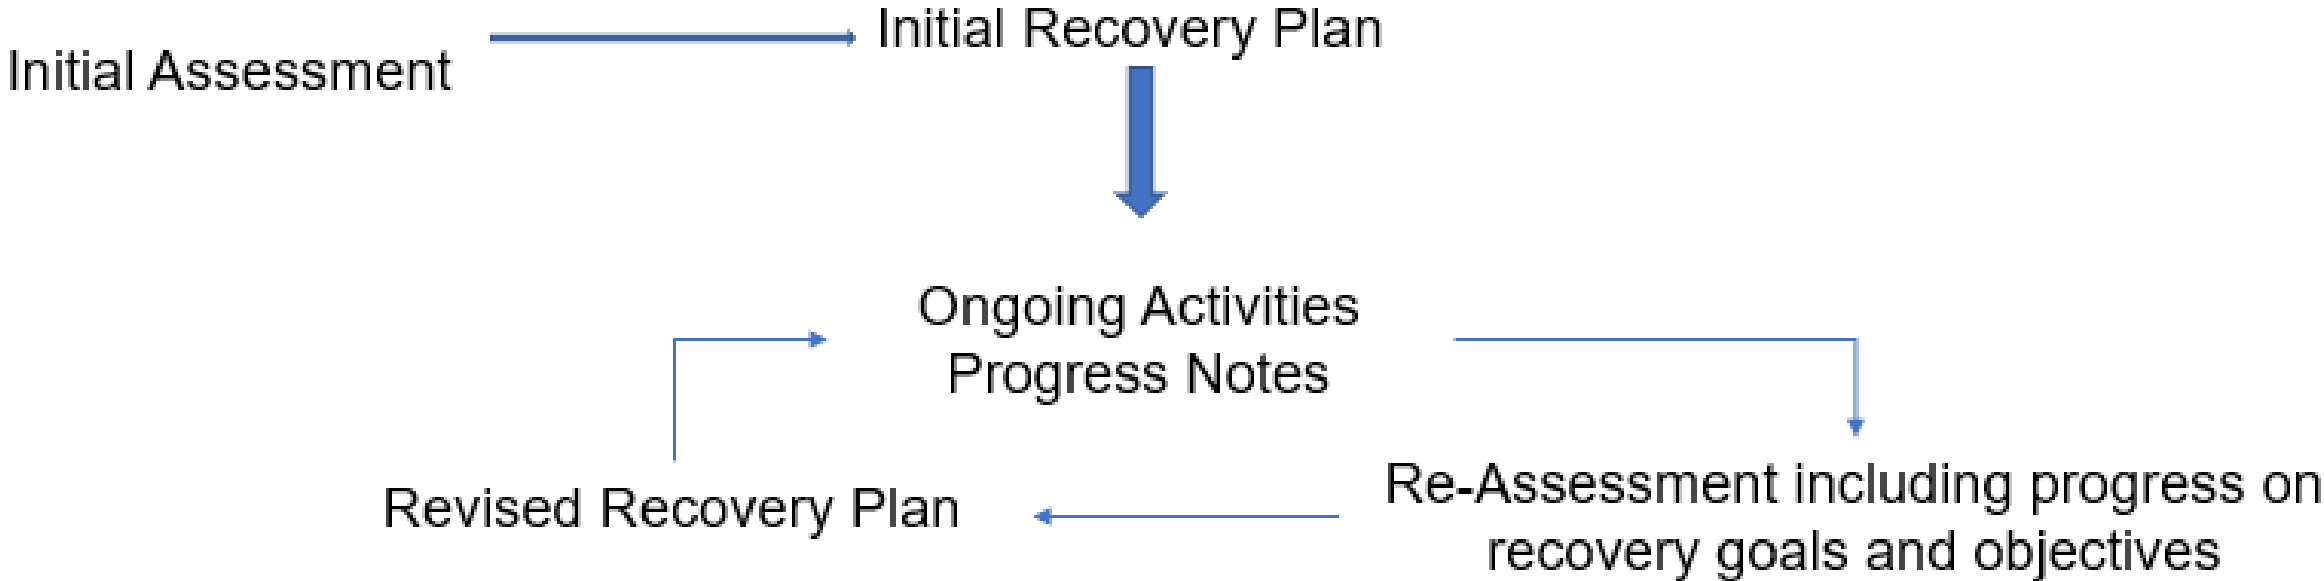 Initial Assessment
Initial Recovery Plan
Ongoing Activities
Progress Notes
Re-Assessment including progress on
recovery goals and objectives
Revised Recovery Plan